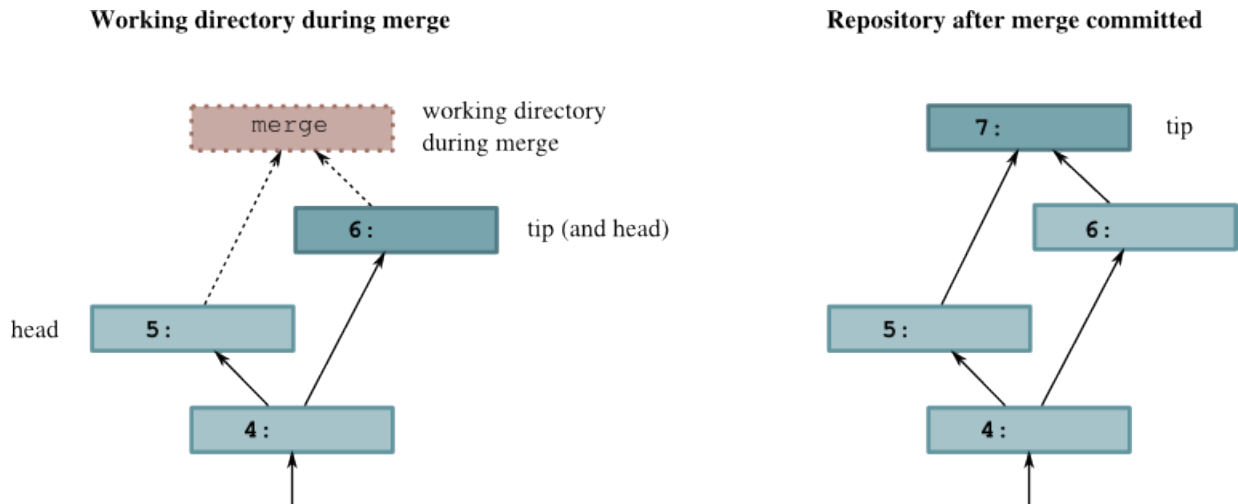 Working directory during merge
merge
working directory
during merge
6:
tip (and head)
head
5:
4:
Repository after merge committed
7:
tip
6:
5:
4: